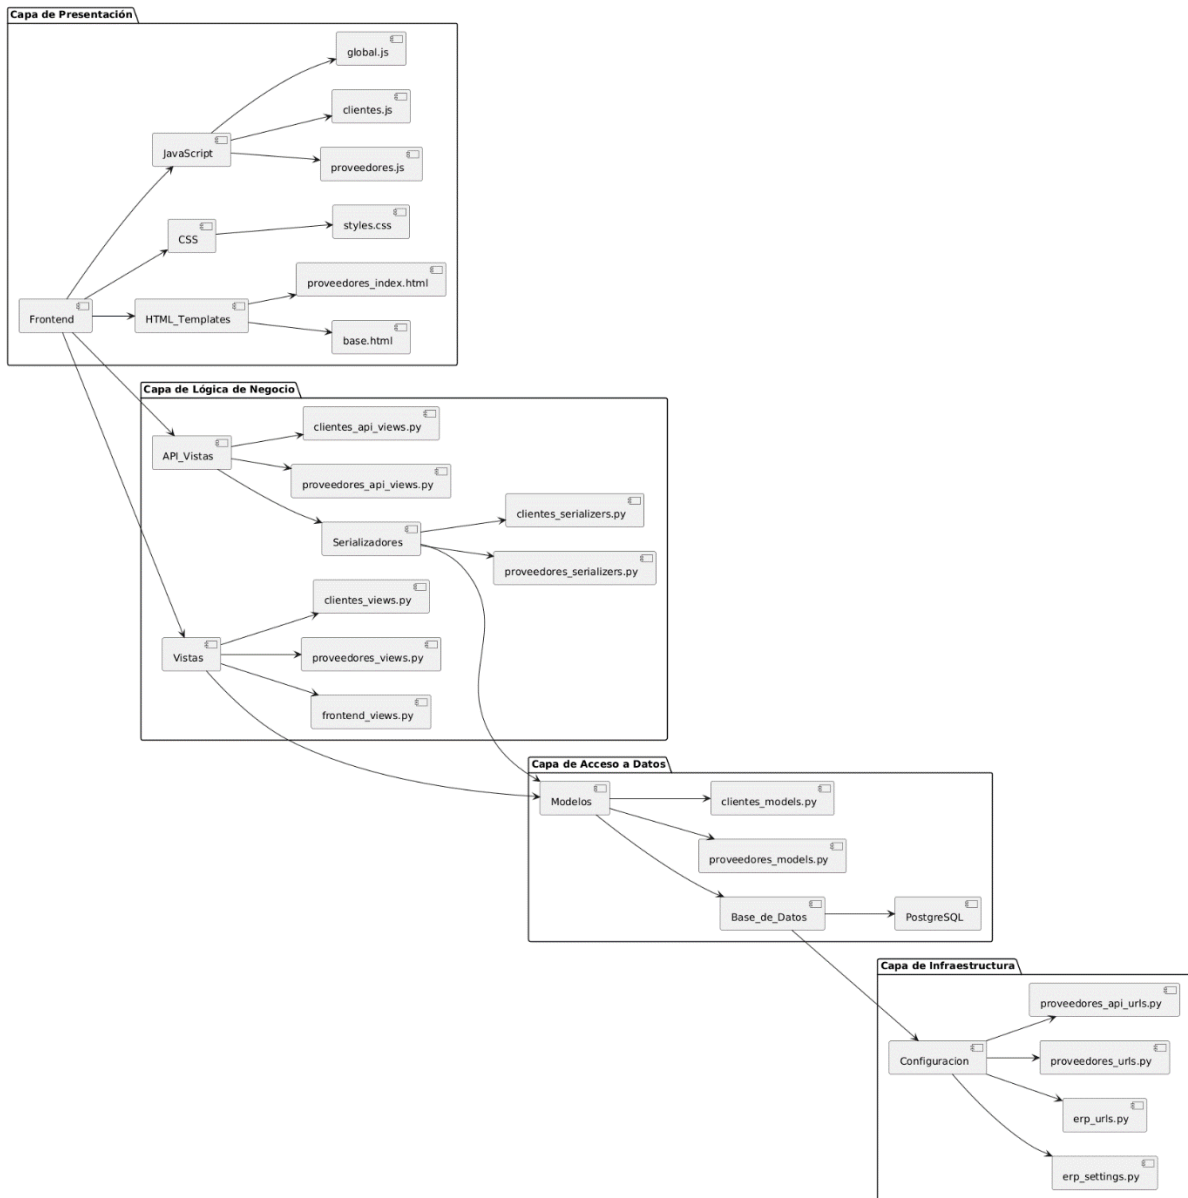 Capa de Presentación
global.js
clientes.js
JavaScript
proveedores.js
styles.css
CSS
proveedores_index.html
Frontend
HTML_Templates
base.html
Capa de Lógica de Negocio
clientes_api_views.py
API_Vistas
proveedores_api_views.py
clientes_serializers.py
Serializadores
proveedores_serializers.py
clientes_views.py
Vistas
proveedores_views.py
frontend_views.py
Capa de Acceso a Datos
Modelos
clientes_models.py
proveedores_models.py
Base_de_Datos
PostgreSQL
Capa de Infraestructura
proveedores_api_urls.py
Configuracion
proveedores_urls.py
erp_urls.py
erp_settings.py